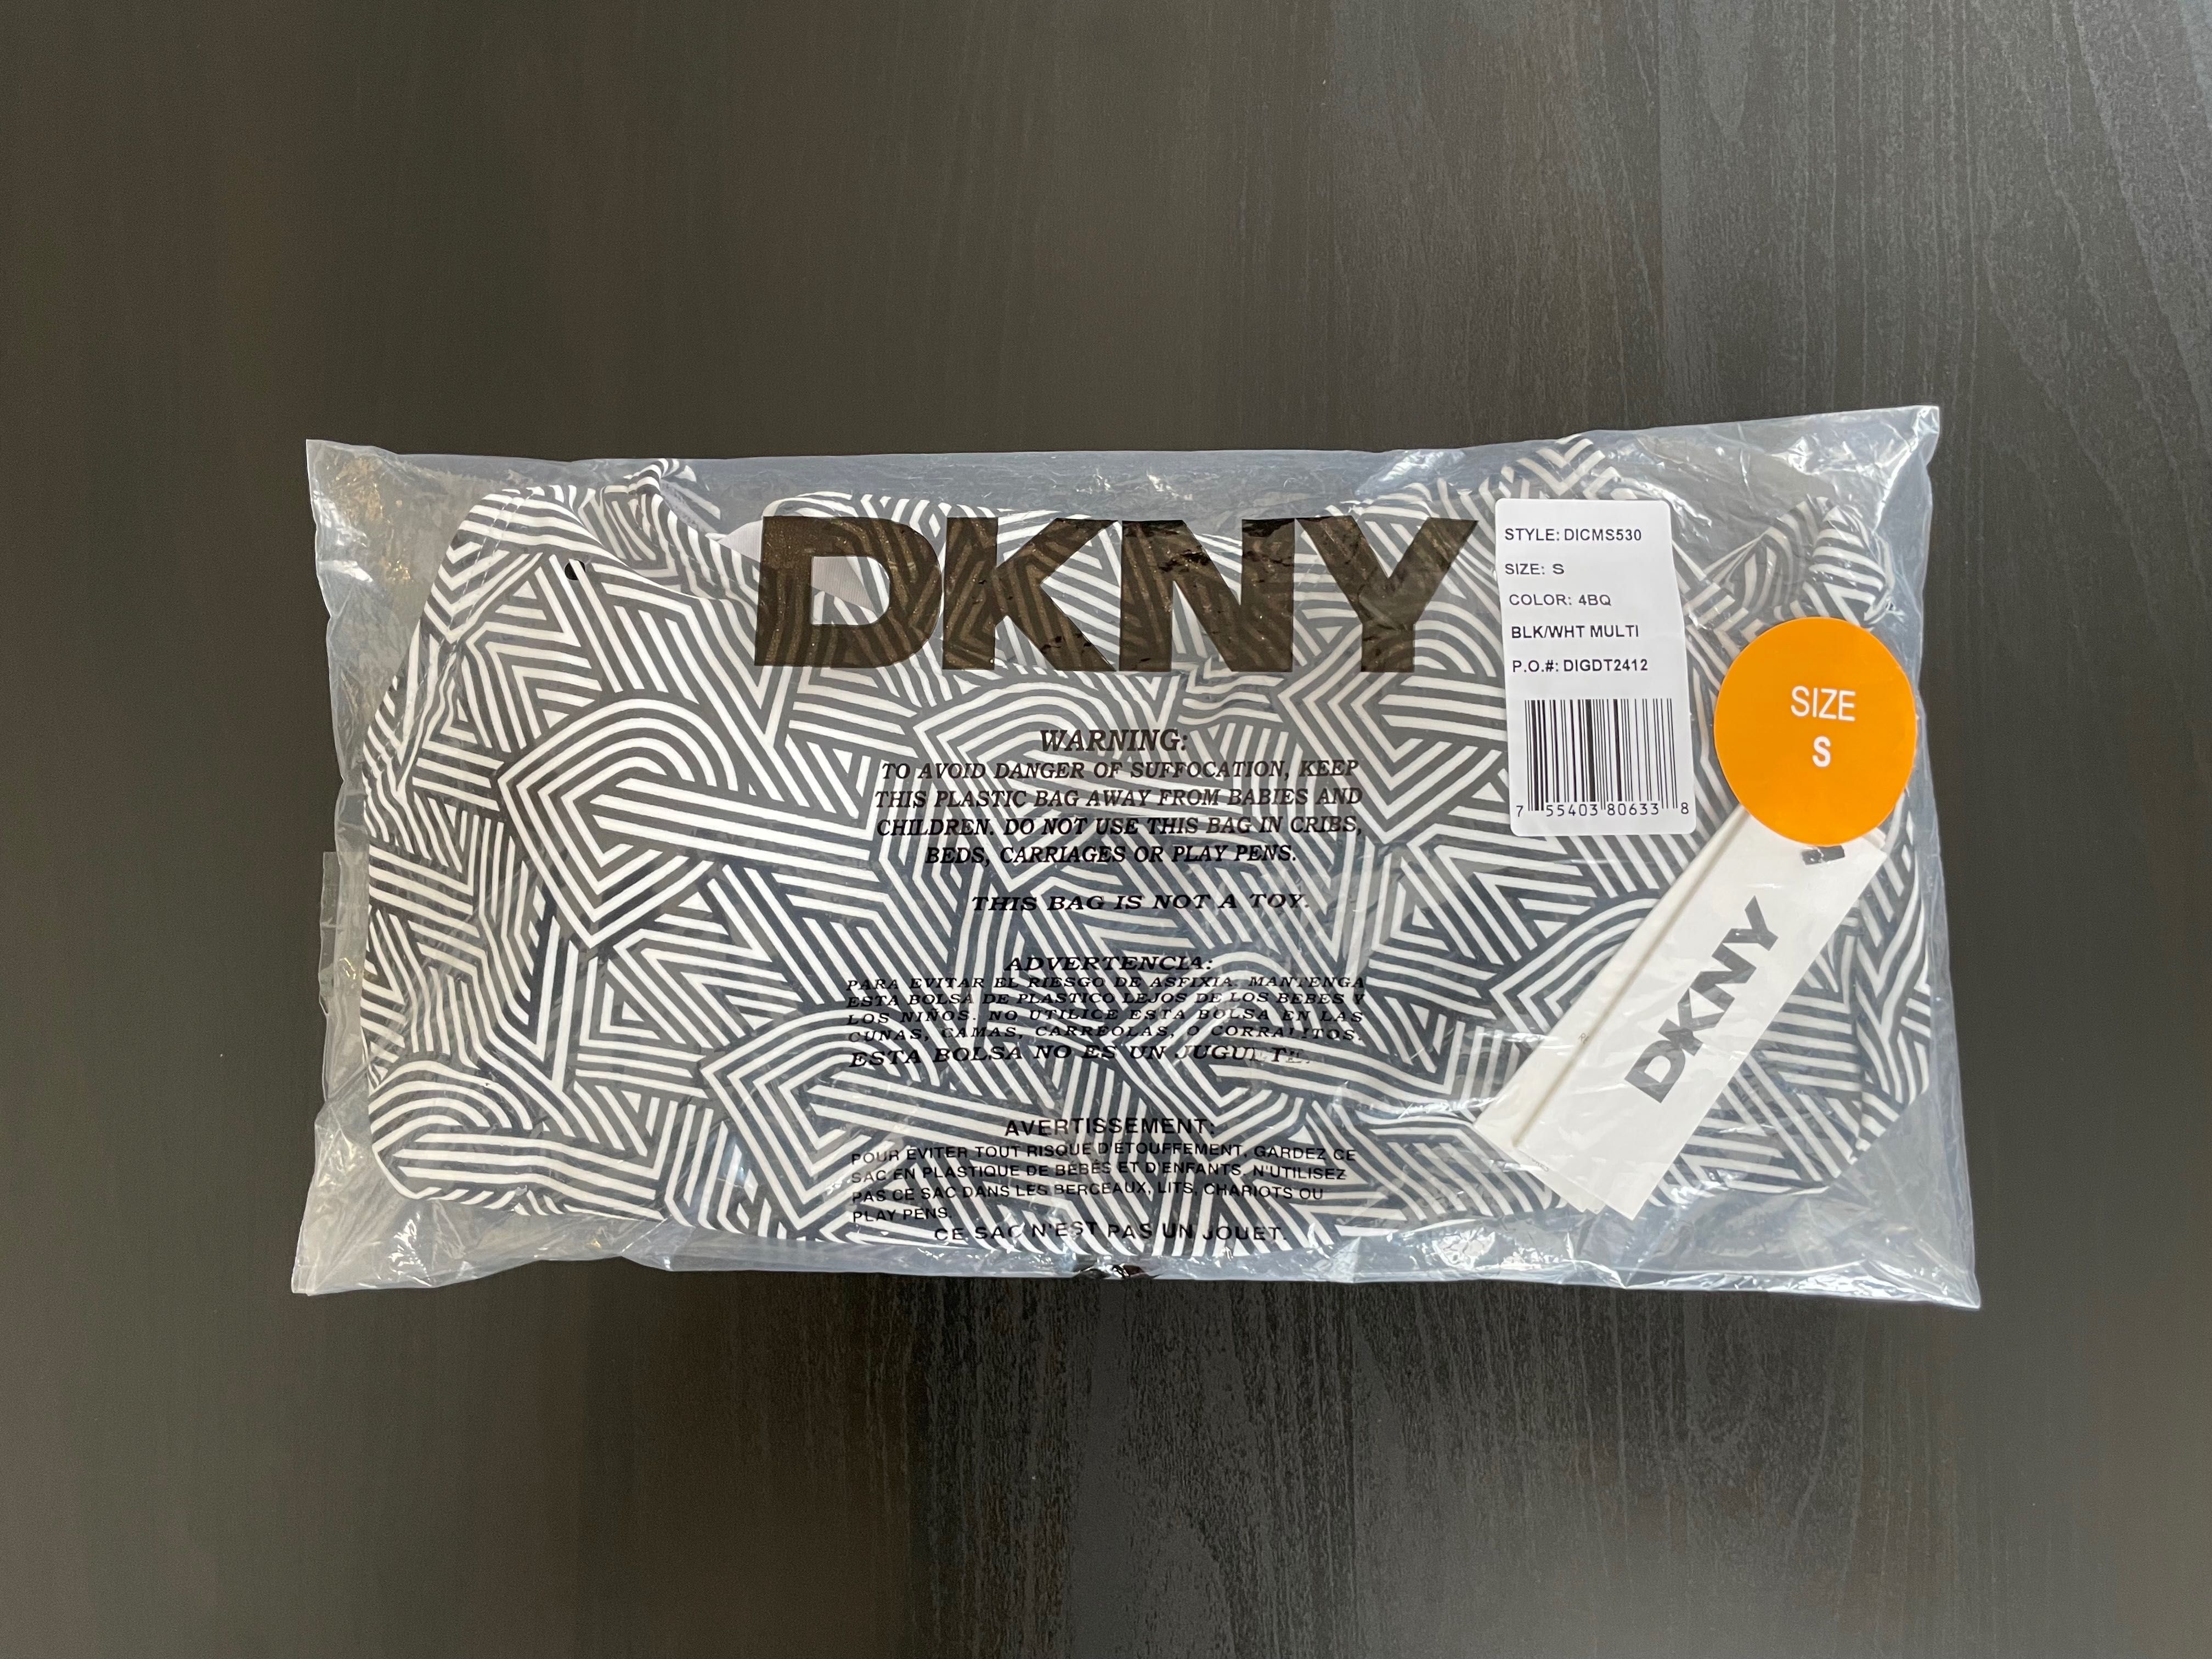 DKNY
STYLE: DICMS530
SIZE: S
COLOR: 4BQ
BLK/WHT MULTI
P.O.#: DIGDT2412
7 55403 80633 8
SIZE
S
DKNY
WARNING:
TO AVOID DANGER OF SUFFOCATION, KEEP
THIS PLASTIC BAG AWAY FROM BABIES AND
CHILDREN. DO NOT USE THIS BAG IN CRIBS,
BEDS, CARRIAGES OR PLAY PENS.
THIS BAG IS NOT A TOY.
ADVERTENCIA:
PARA EVITAR EL RIESGO DE ASFIXIA, MANTENGA
ESTA BOLSA DE PLASTICO LEJOS DE LOS BEBES Y
LOS NIÑOS. NO UTILICE ESTA BOLSA EN LAS
CUNAS, CAMAS, CARREOLAS, O CORRALITOS.
ESTA BOLSA NO ES UN JUGUETE.
AVERTISSEMENT:
POUR ÉVITER TOUT RISQUE D'ÉTOUFFEMENT, GARDEZ CE
SAC EN PLASTIQUE DE BÉBÉS ET D'ENFANTS, N'UTILISEZ
PAS CE SAC DANS LES BERCEAUX, LITS, CHARIOTS OU
PLAY PENS.
CE SAC N'EST PAS UN JOUET.